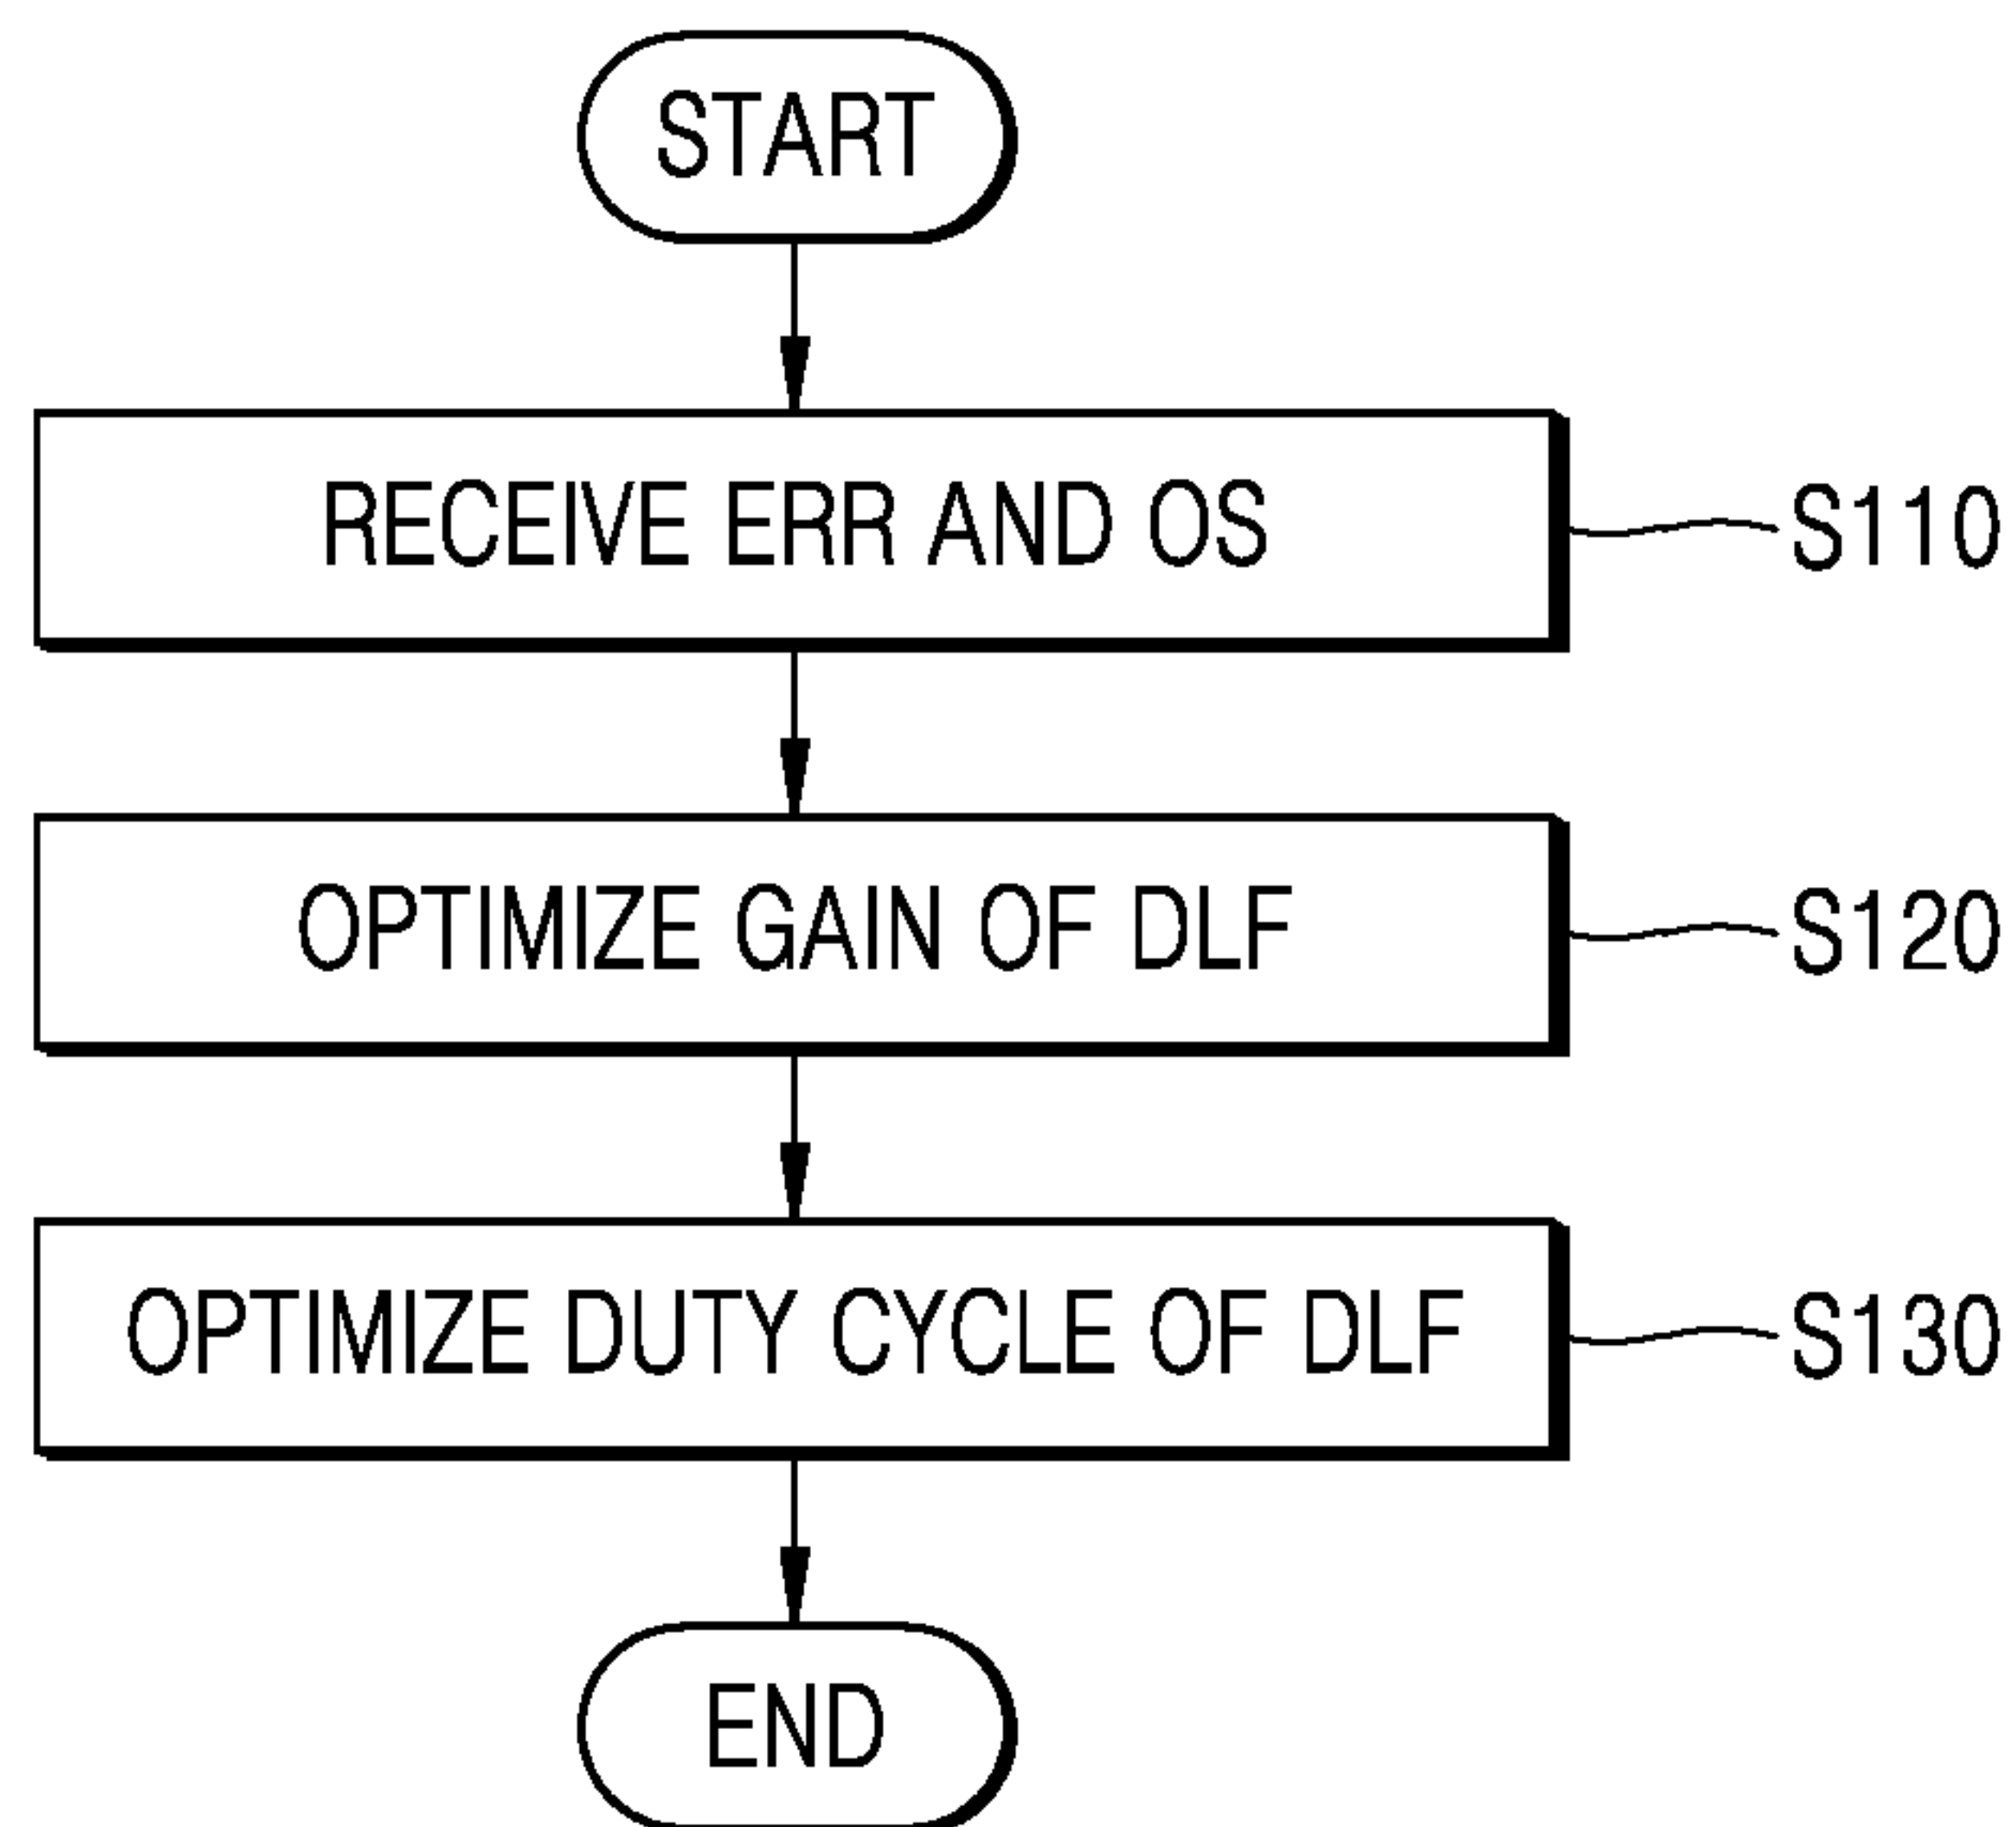 START
RECEIVE ERR AND OS
S110
OPTIMIZE GAIN OF DLF
S120
OPTIMIZE DUTY CYCLE OF DLF
S130
END